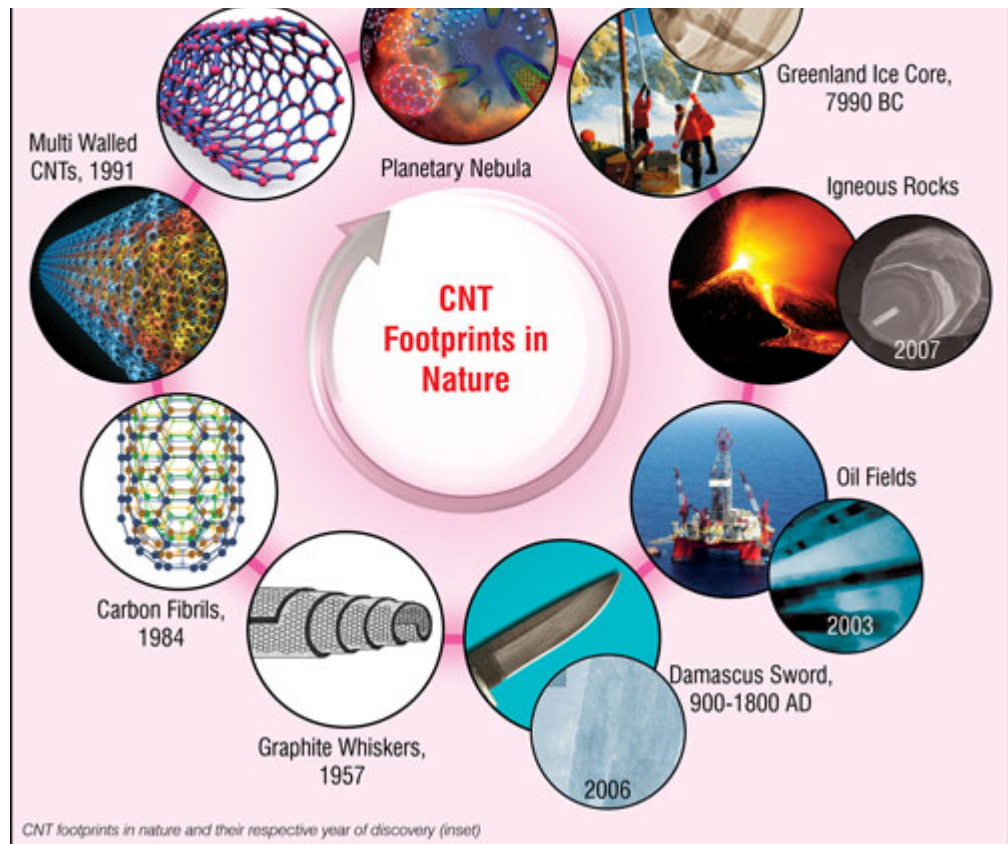 Greenland Ice Core,
7990 BC
Multi Walled
CNTs, 1991
Planetary Nebula
Igneous Rocks
2007
CNT
Footprints in
Nature
Oil Fields
2003
Carbon Fibrils,
1984
Damascus Sword,
900-1800 AD
2006
Graphite Whiskers,
1957
CNT footprints in nature and their respective year of discovery (inset)